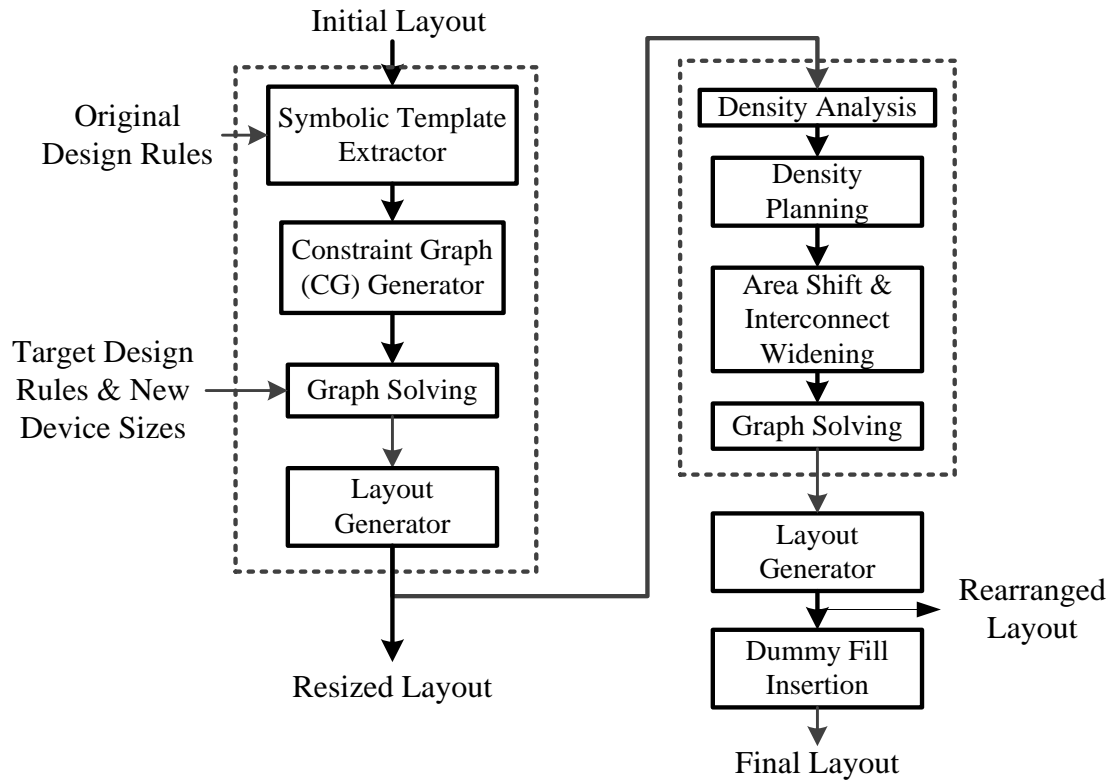 Initial Layout
Original
Design Rules
Symbolic Template
Extractor
Constraint Graph
(CG) Generator
Target Design
Rules & New
Device Sizes
Graph Solving
Layout
Generator
Resized Layout
Density Analysis
Density
Planning
Area Shift &
Interconnect
Widening
Graph Solving
Layout
Generator
Rearranged
Layout
Dummy Fill
Insertion
Final Layout